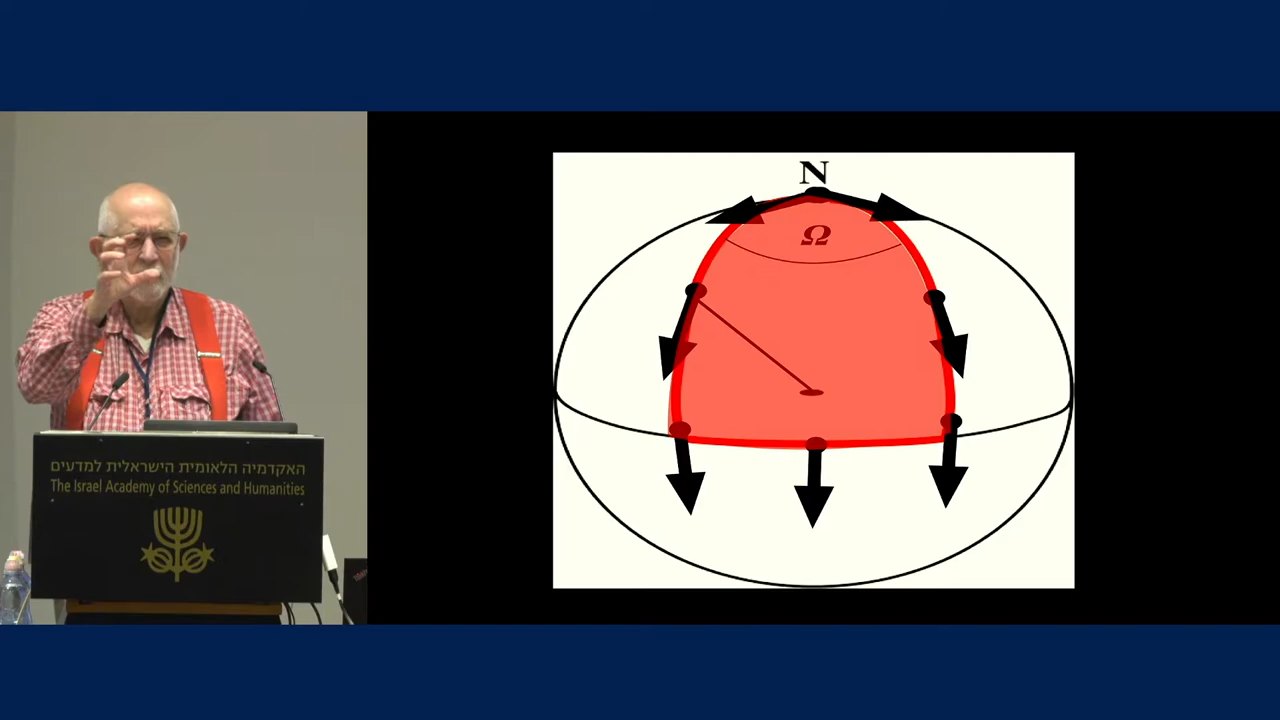 האקדמיה הלאומית הישראלית למדעים
The Israel Academy of Sciences and Humanities
N
Ω